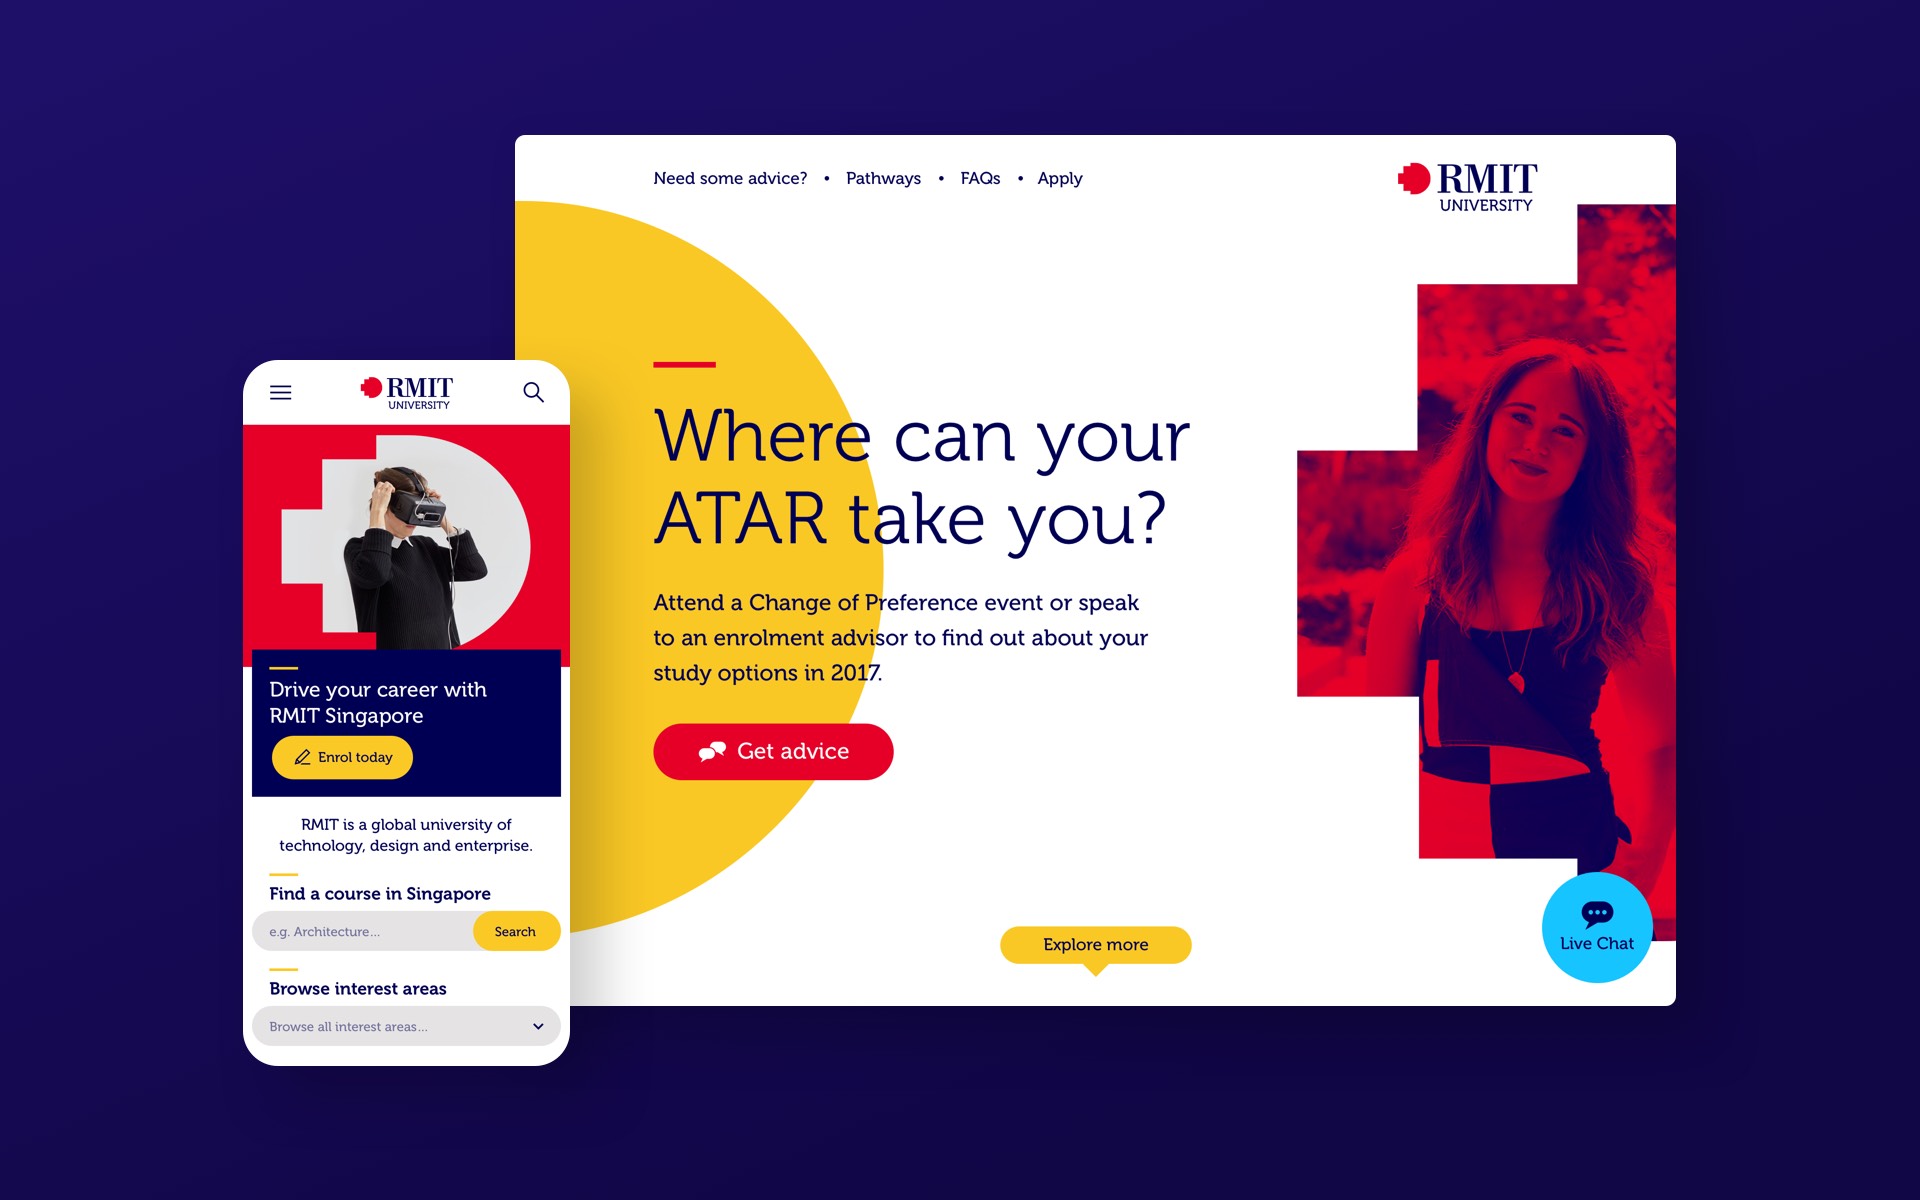 Need some advice? • Pathways • FAQs • Apply
RMIT
UNIVERSITY
Where can your
ATAR take you?
Attend a Change of Preference event or speak
to an enrolment advisor to find out about your
study options in 2017.
Get advice
Explore more
Live Chat
RMIT
UNIVERSITY
Drive your career with
RMIT Singapore
Enrol today
RMIT is a global university of
technology, design and enterprise.
Find a course in Singapore
e.g. Architecture...
Search
Browse interest areas
Browse all interest areas...